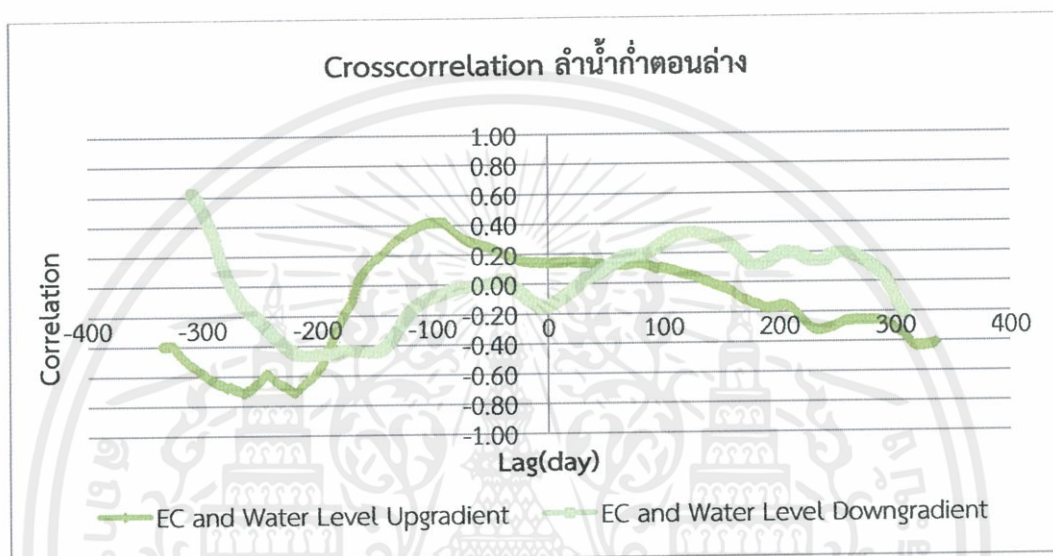 Crosscorrelation ลำน้ำก่ำตอนล่าง
1.00
0.80
0.60
0.40
0.20
0.00
-0.20
-0.40
-0.60
-0.80
-1.00
Correlation
-400 -300 -200 -100 0 100 200 300 400
Lag(day)
EC and Water Level Upgradient EC and Water Level Downgradient